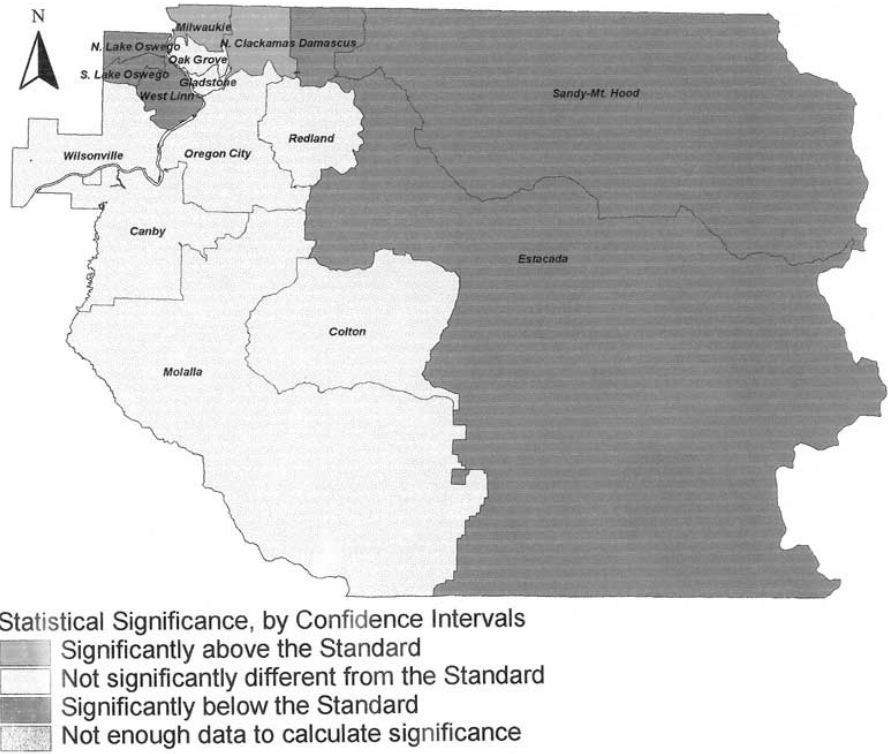 N
Milwaukie
N. Lake Oswego
N. Clackamas Damascus
Oak Grove
S. Lake Oswego
Gladstone
West Linn
Sandy-Mt. Hood
Redland
Wilsonville
Oregon City
Canby
Estacada
Colton
Molalla
Statistical Significance, by Confidence Intervals
Significantly above the Standard
Not significantly different from the Standard
Significantly below the Standard
Not enough data to calculate significance